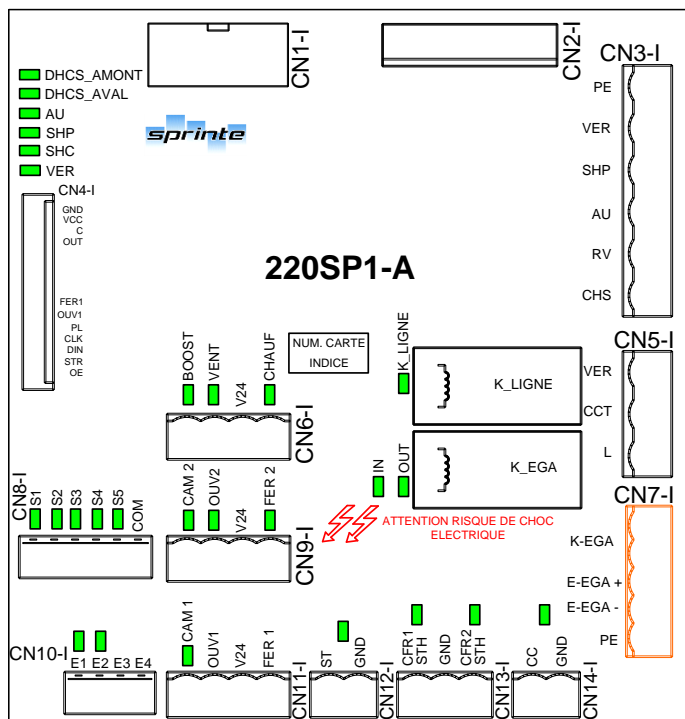 CN1-I
CN2-I
CN3-I
DHCS_AMONT
DHCS_AVAL
AU
SHP
SHC
VER
sprinte
PE
VER
SHP
AU
RV
CHS
CN4-I
GND
VCC
C
OUT
FER1
OUV1
PL
CLK
DIN
STR
OE
220SP1-A
NUM. CARTE
INDICE
BOOST
VENT
V24
CHAUF
CN6-I
K_LIGNE
K_LIGNE
CN5-I
VER
CCT
L
IN
OUT
K_EGA
CN8-I
S1
S2
S3
S4
S5
COM
CAM 2
OUV2
V24
FER 2
CN9-I
ATTENTION RISQUE DE CHOC
ELECTRIQUE
CN7-I
K-EGA
E-EGA +
E-EGA -
PE
CN10-I
E1
E2
E3
E4
CAM 1
OUV1
V24
FER 1
CN11-I
ST
GND
CN12-I
CFR1
STH
GND
CFR2
STH
CN13-I
CC
GND
CN14-I